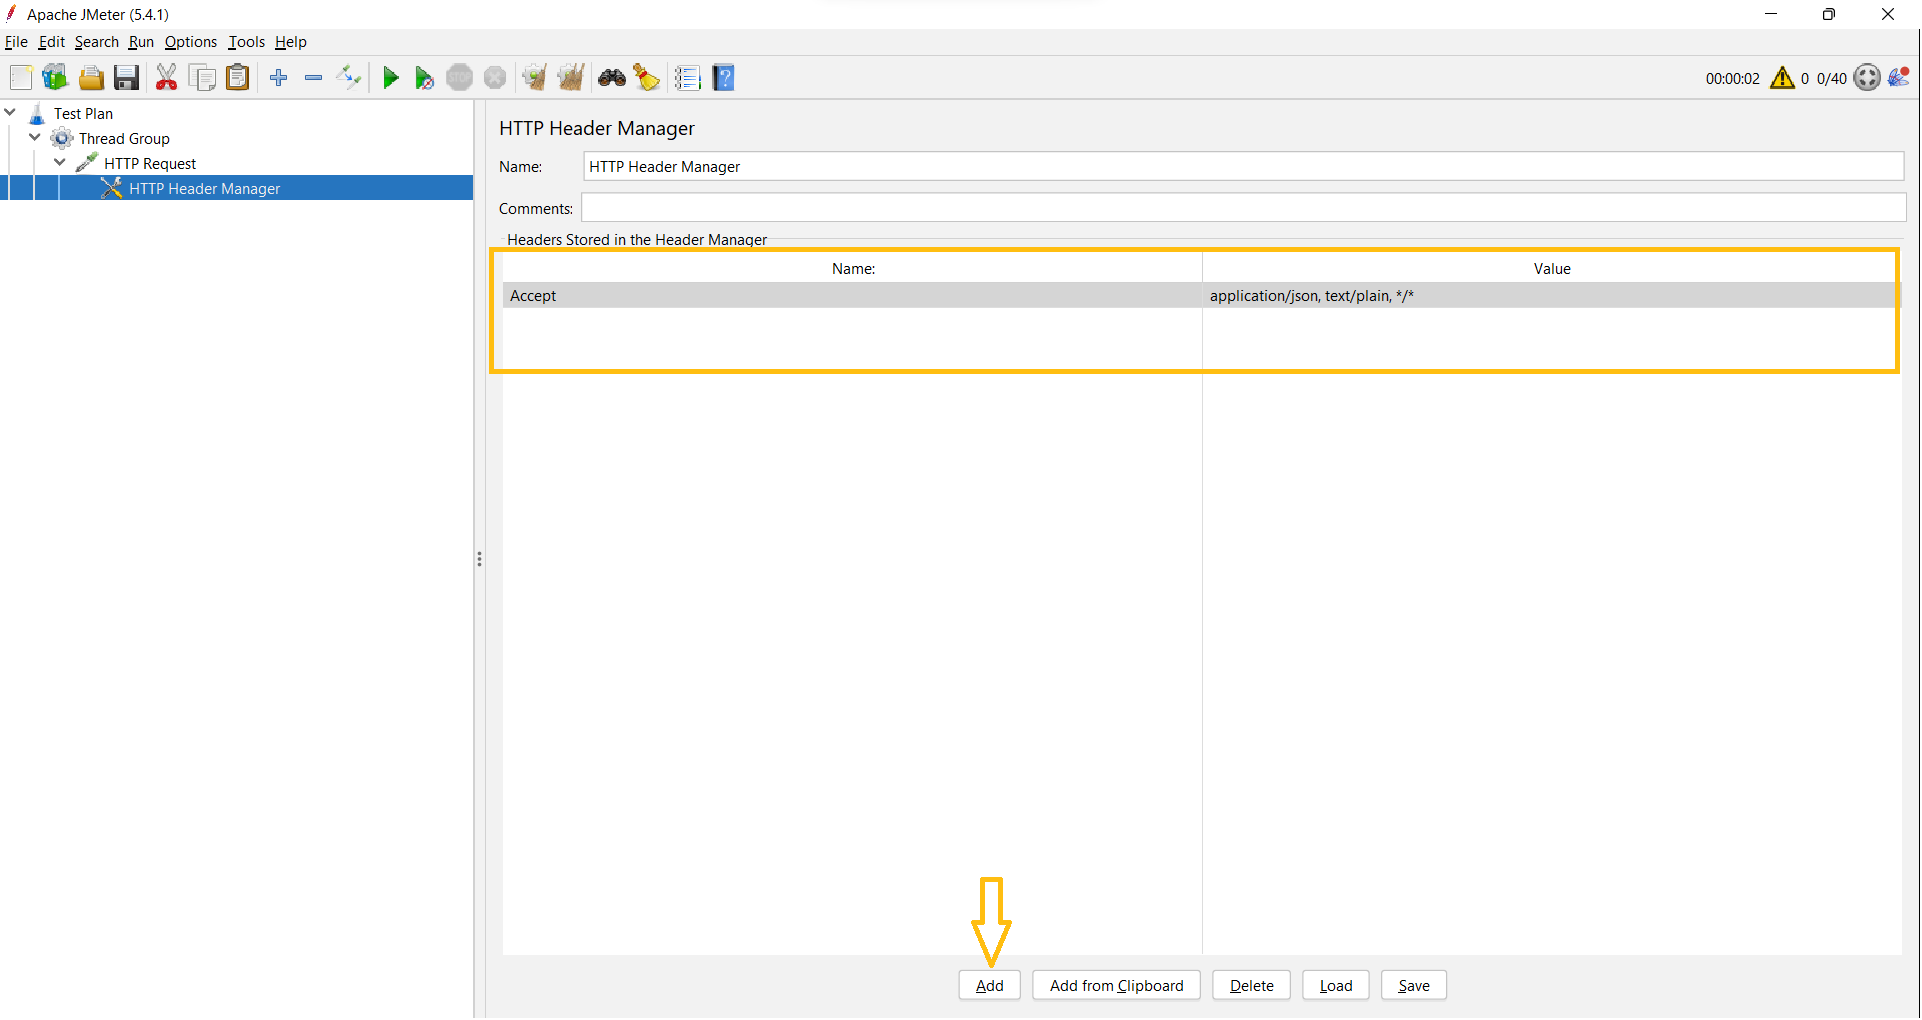 Apache JMeter (5.4.1)
File Edit Search Run Options Tools Help
STOP
00:00:02 0 0/40
Test Plan
Thread Group
HTTP Request
HTTP Header Manager
HTTP Header Manager
Name: HTTP Header Manager
Comments:
Headers Stored in the Header Manager
Name: Value
Accept application/json, text/plain, */*
Add Add from Clipboard Delete Load Save